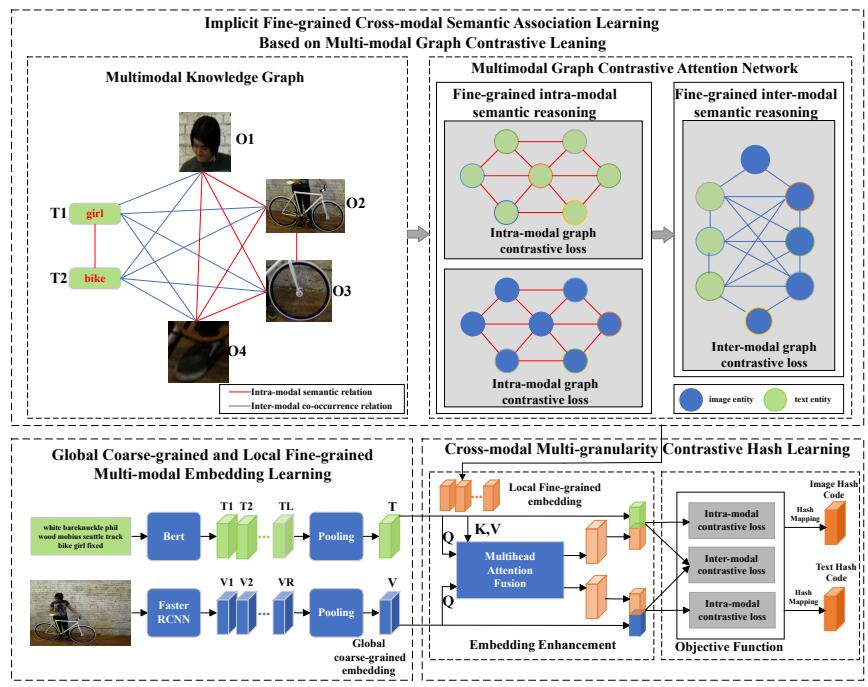 Implicit Fine-grained Cross-modal Semantic Association Learning
Based on Multi-modal Graph Contrastive Leaning
Multimodal Knowledge Graph
O1
T1
girl
O2
T2
bike
O3
O4
Intra-modal semantic relation
Inter-modal co-occurrence relation
Multimodal Graph Contrastive Attention Network
Fine-grained intra-modal
semantic reasoning
Intra-modal graph
contrastive loss
Intra-modal graph
contrastive loss
Fine-grained inter-modal
semantic reasoning
Inter-modal graph
contrastive loss
image entity
text entity
Global Coarse-grained and Local Fine-grained
Multi-modal Embedding Learning
white bareknuckle phil
wood mobius seattle track
bike girl fixed
Bert
T1 T2 TL
Pooling
T
Faster
RCNN
V1 V2 VR
Pooling
V
Global
coarse-grained
embedding
Cross-modal Multi-granularity Contrastive Hash Learning
Local Fine-grained
embedding
Q
K,V
Multihead
Attention
Fusion
Q
Embedding Enhancement
Intra-modal
contrastive loss
Inter-modal
contrastive loss
Intra-modal
contrastive loss
Objective Function
Hash
Mapping
Image Hash
Code
Hash
Mapping
Text Hash
Code